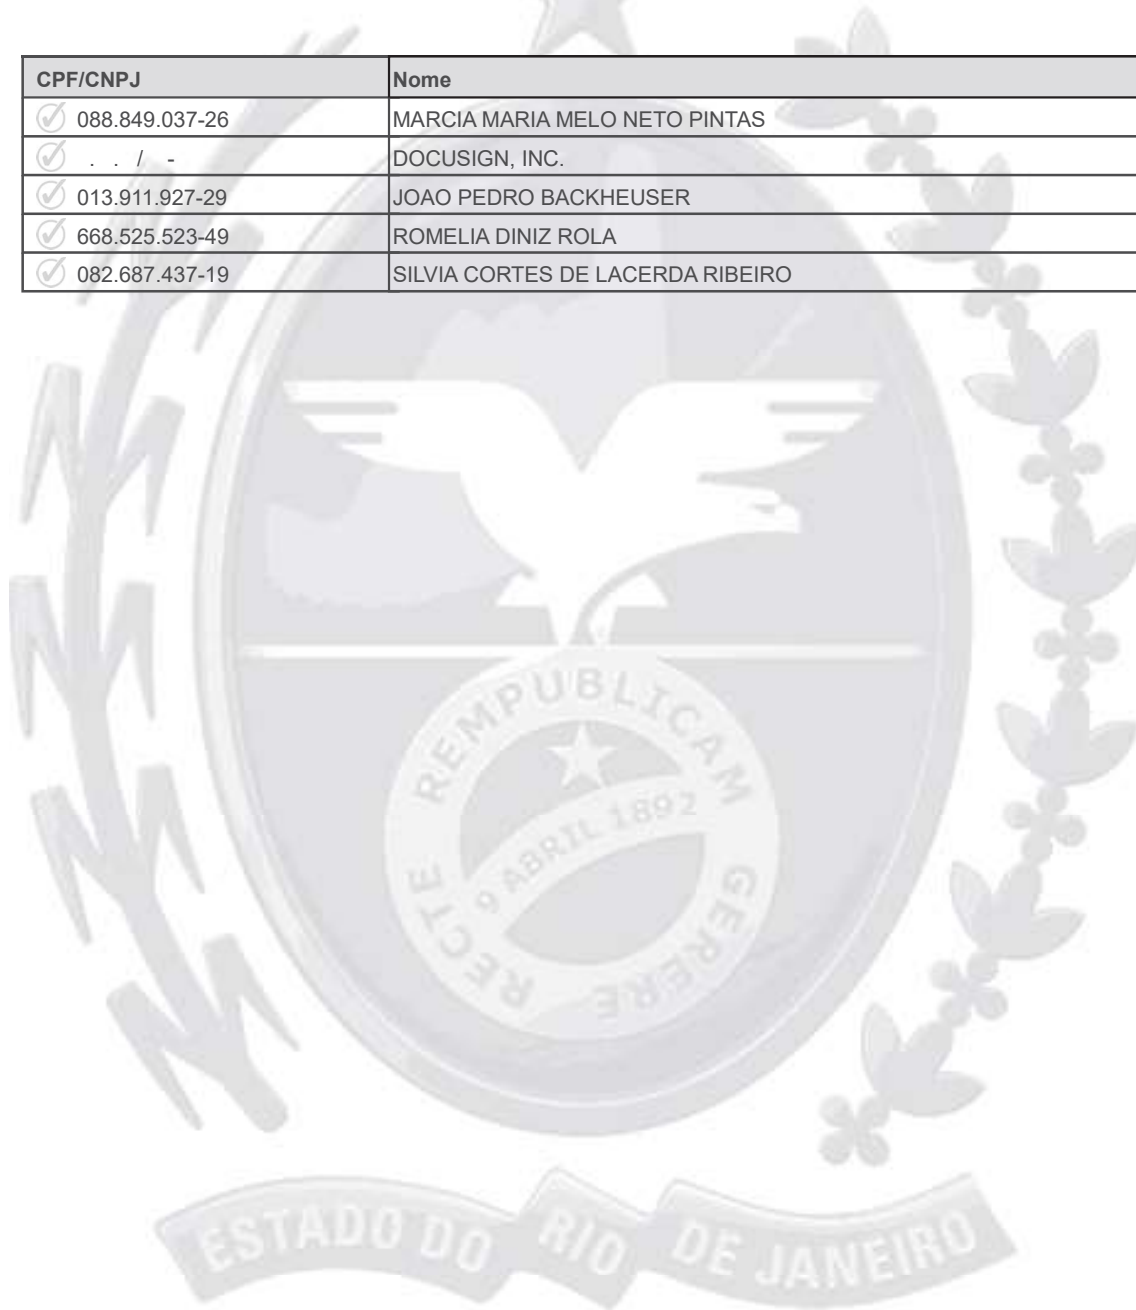 CPF/CNPJ Nome
088.849.037-26 MARCIA MARIA MELO NETO PINTAS
. . / - DOCUSIGN, INC.
013.911.927-29 JOAO PEDRO BACKHEUSER
668.525.523-49 ROMELIA DINIZ ROLA
082.687.437-19 SILVIA CORTES DE LACERDA RIBEIRO
RECTE REMPUBLICAM GERERE
9 ABRIL 1892
ESTADO DO RIO DE JANEIRO